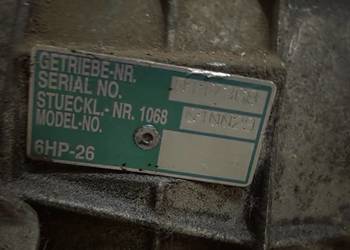 GETRIEBE-NR.
SERIAL NO.
STUECKL.- NR. 1068
MODEL-NO.
6HP-26